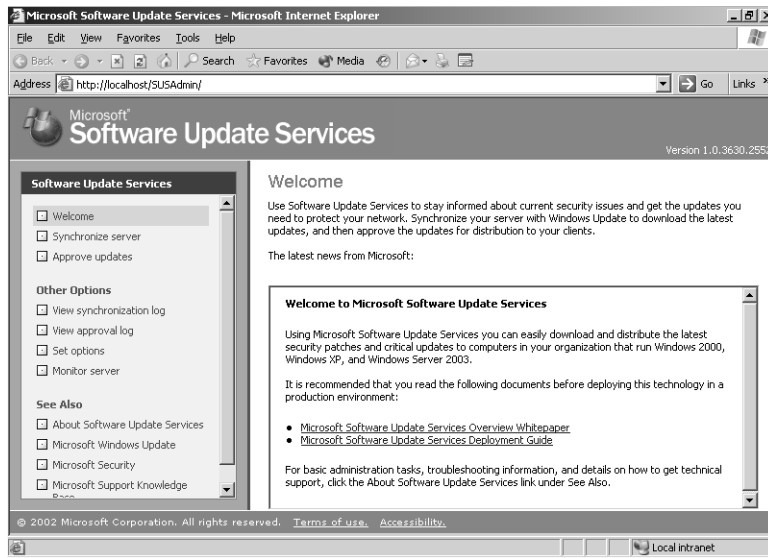 Microsoft Software Update Services - Microsoft Internet Explorer
File Edit View Favorites Tools Help
Back Search Favorites Media
Address http://localhost/SUSAdmin/ Go Links »
Microsoft®
Software Update Services
Version 1.0.3630.2552
Software Update Services
Welcome
Synchronize server
Approve updates
Other Options
View synchronization log
View approval log
Set options
Monitor server
See Also
About Software Update Services
Microsoft Windows Update
Microsoft Security
Microsoft Support Knowledge
Base
Welcome
Use Software Update Services to stay informed about current security issues and get the updates you
need to protect your network. Synchronize your server with Windows Update to download the latest
updates, and then approve the updates for distribution to your clients.
The latest news from Microsoft:
Welcome to Microsoft Software Update Services
Using Microsoft Software Update Services you can easily download and distribute the latest
security patches and critical updates to computers in your organization that run Windows 2000,
Windows XP, and Windows Server 2003.
It is recommended that you read the following documents before deploying this technology in a
production environment:
• Microsoft Software Update Services Overview Whitepaper
• Microsoft Software Update Services Deployment Guide
For basic administration tasks, troubleshooting information, and details on how to get technical
support, click the About Software Update Services link under See Also.
© 2002 Microsoft Corporation. All rights reserved. Terms of use. Accessibility.
Local intranet